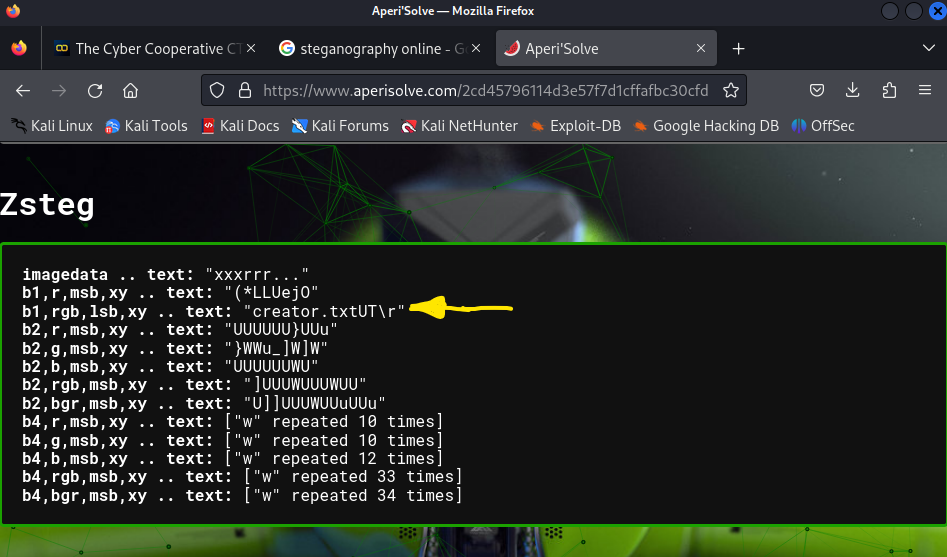 Aperi'Solve — Mozilla Firefox
The Cyber Cooperative CT
steganography online - Go
Aperi'Solve
https://www.aperisolve.com/2cd45796114d3e57f7d1cffafbc30cfd
Kali Linux Kali Tools Kali Docs Kali Forums Kali NetHunter Exploit-DB Google Hacking DB OffSec
Zsteg
imagedata .. text: "xxxrrr..."
b1,r,msb,xy .. text: "(*LLUejO"
b1,rgb,lsb,xy .. text: "creator.txtUT\r"
b2,r,msb,xy .. text: "UUUUUU}UUu"
b2,g,msb,xy .. text: "}WWu_]W]W"
b2,b,msb,xy .. text: "UUUUUUWU"
b2,rgb,msb,xy .. text: "]UUUWUUUWUU"
b2,bgr,msb,xy .. text: "U]]UUUWUUuUUu"
b4,r,msb,xy .. text: ["w" repeated 10 times]
b4,g,msb,xy .. text: ["w" repeated 10 times]
b4,b,msb,xy .. text: ["w" repeated 12 times]
b4,rgb,msb,xy .. text: ["w" repeated 33 times]
b4,bgr,msb,xy .. text: ["w" repeated 34 times]